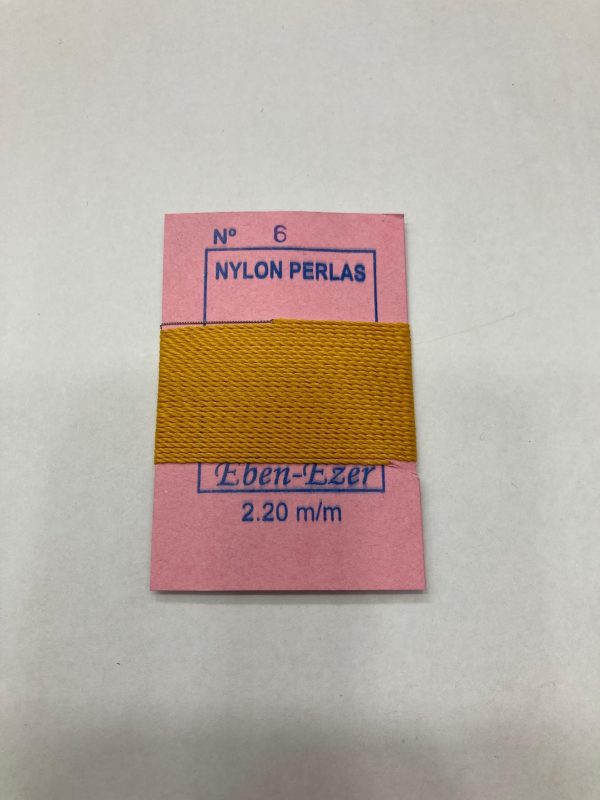 Nº 6
NYLON PERLAS
Eben-Ezer
2.20 m/m